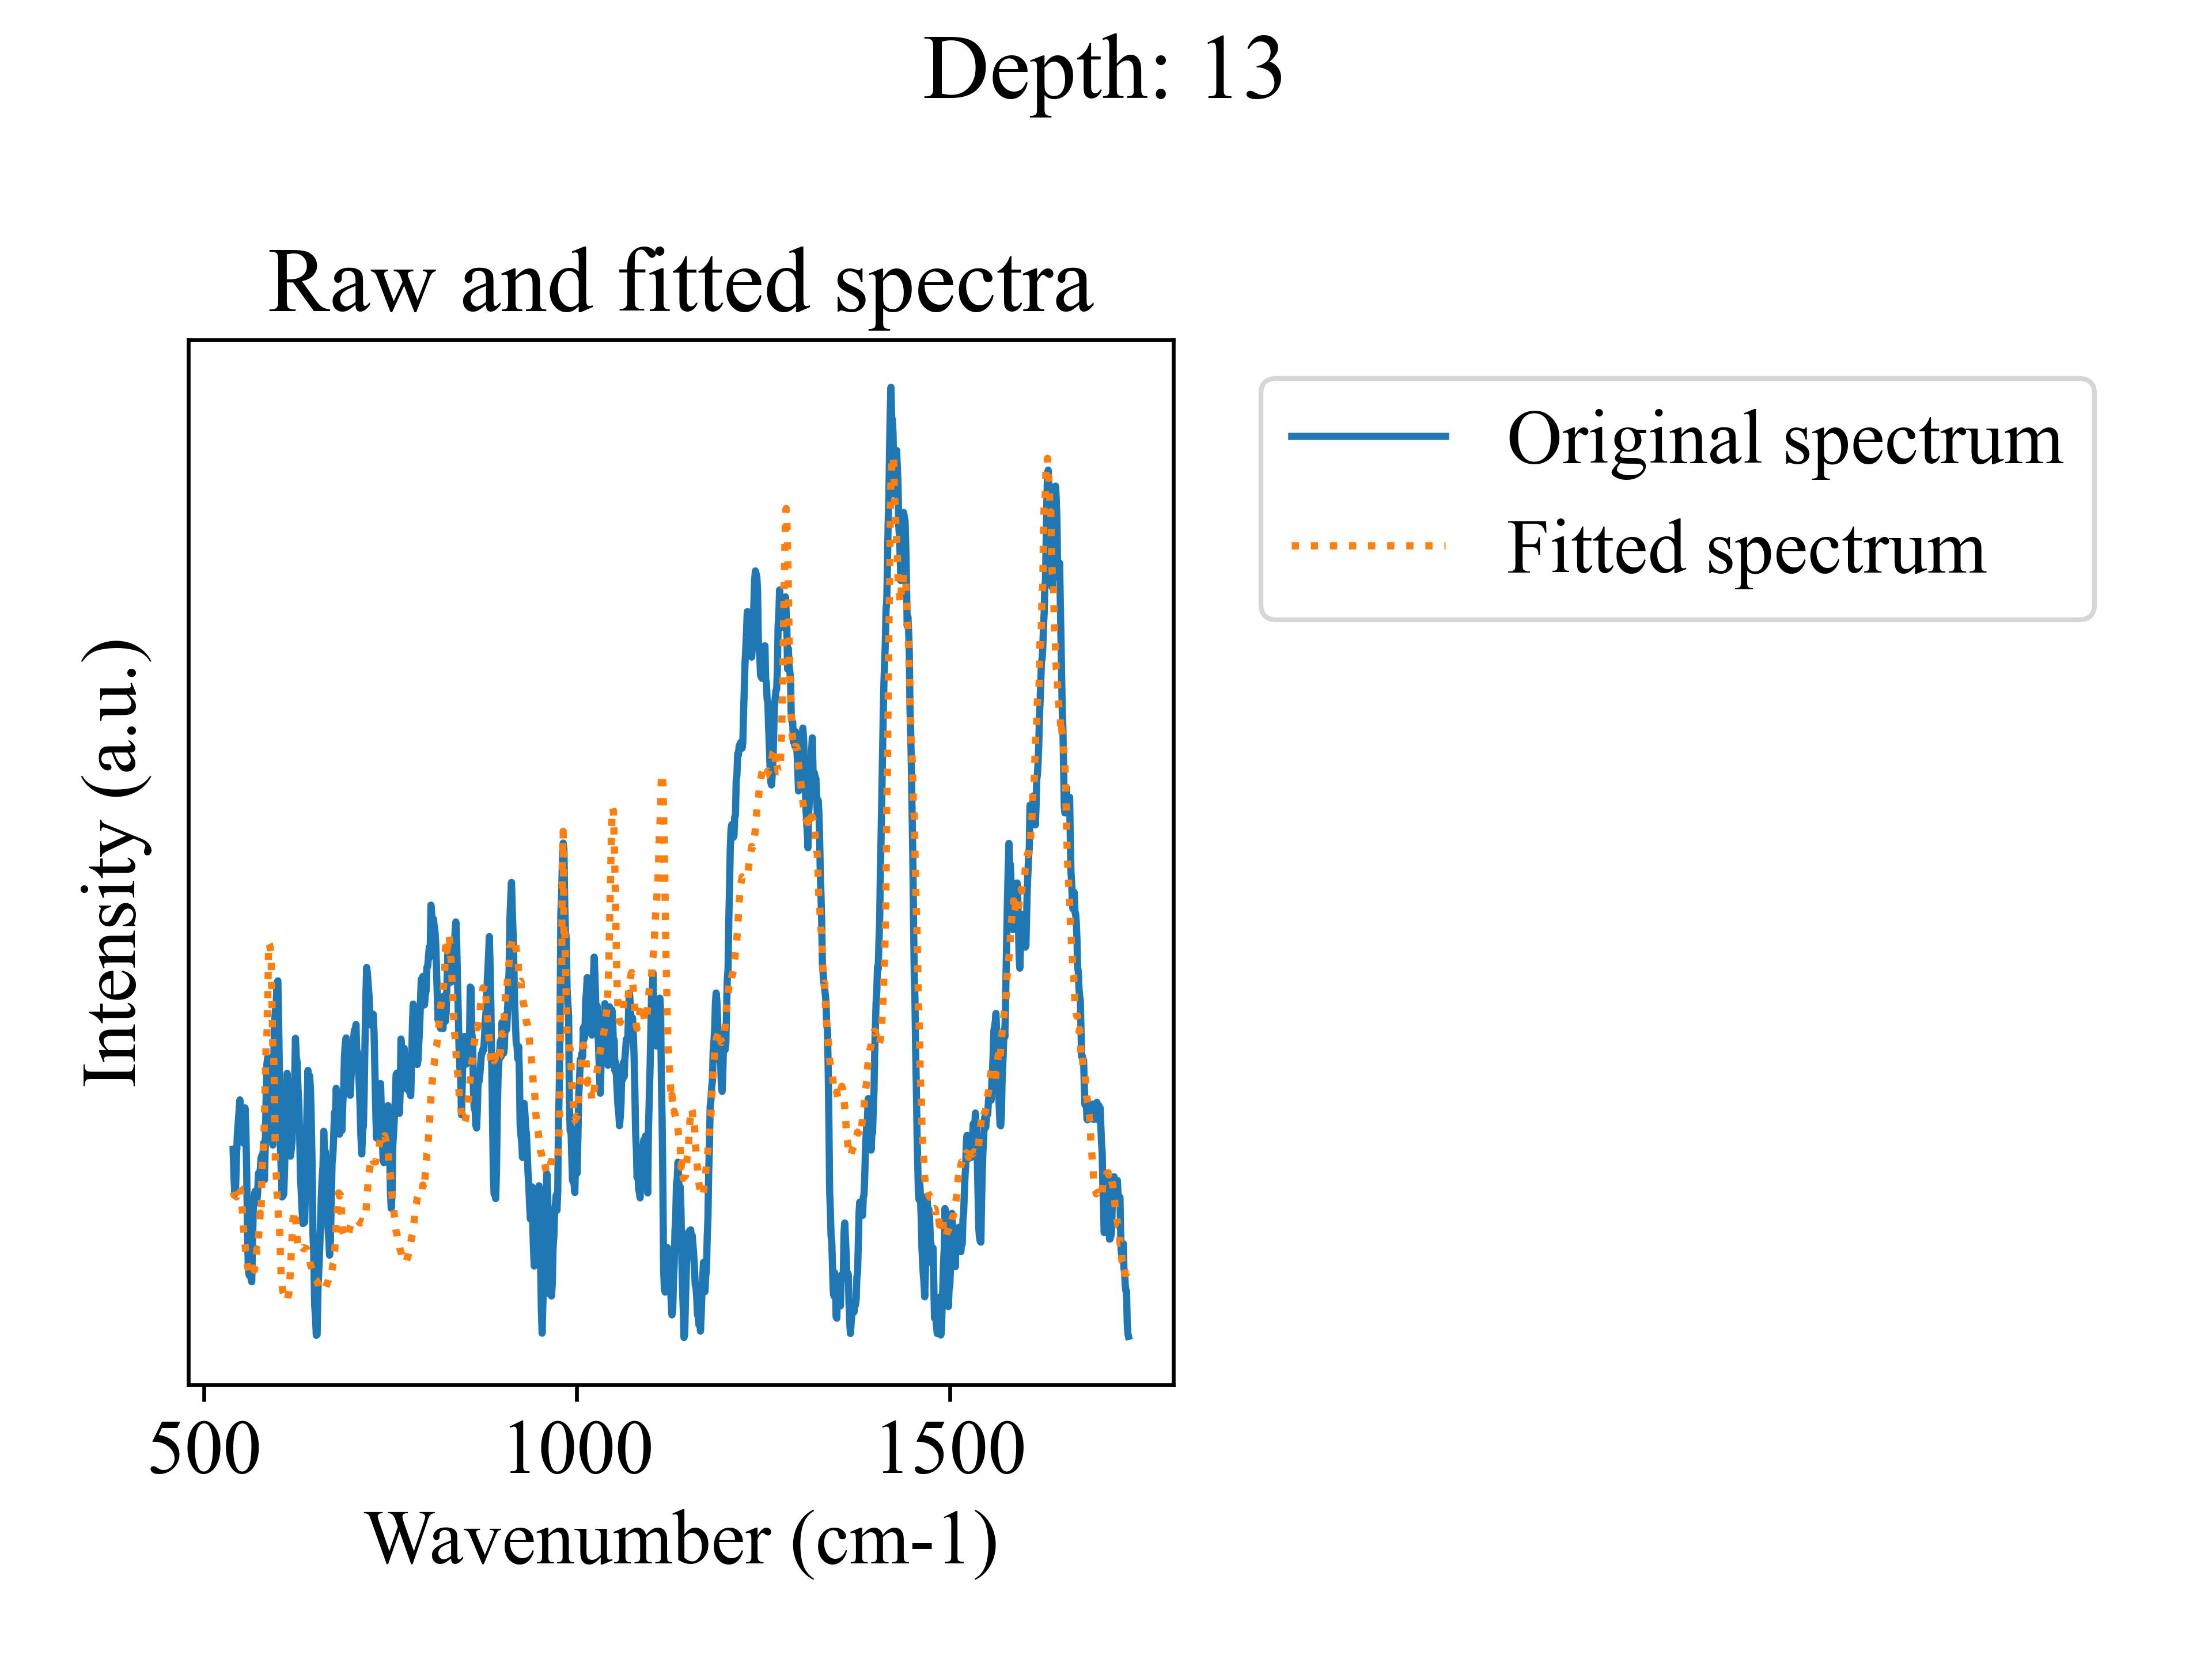 Depth: 13
Raw and fitted spectra
Original spectrum
Fitted spectrum
Intensity (a.u.)
500 1000 1500
Wavenumber (cm-1)